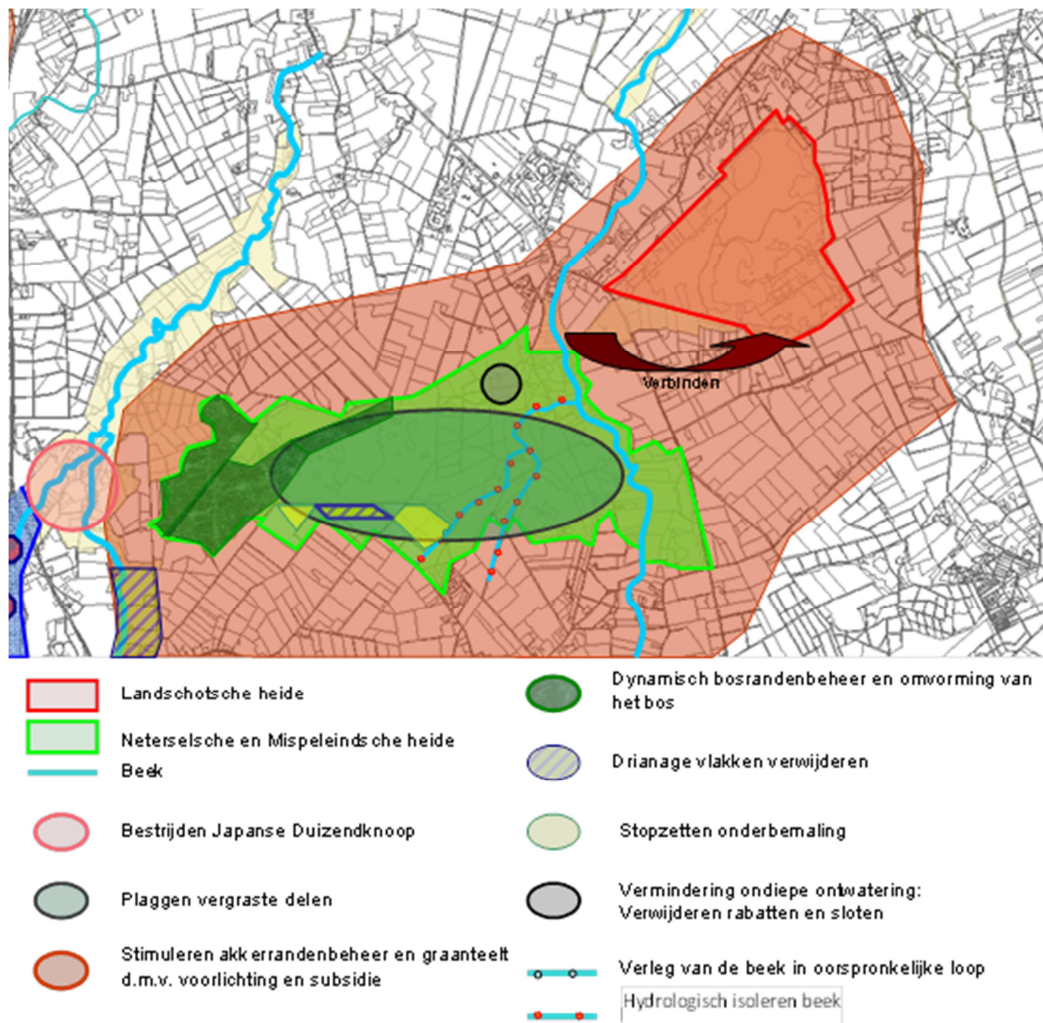 Verbinden
Landschotsche heide
Neterselsche en Mispeleindsche heide
Beek
Bestrijden Japanse Duizendknoop
Plaggen vergraste delen
Stimuleren akkerrandenbeheer en graanteelt
d.m.v. voorlichting en subsidie
Dynamisch bosrandenbeheer en omvorming van
het bos
Drianage vlakken verwijderen
Stopzetten onderbemaling
Vermindering ondiepe ontwatering:
Verwijderen rabatten en sloten
Verleg van de beek in oorspronkelijke loop
Hydrologisch isoleren beek